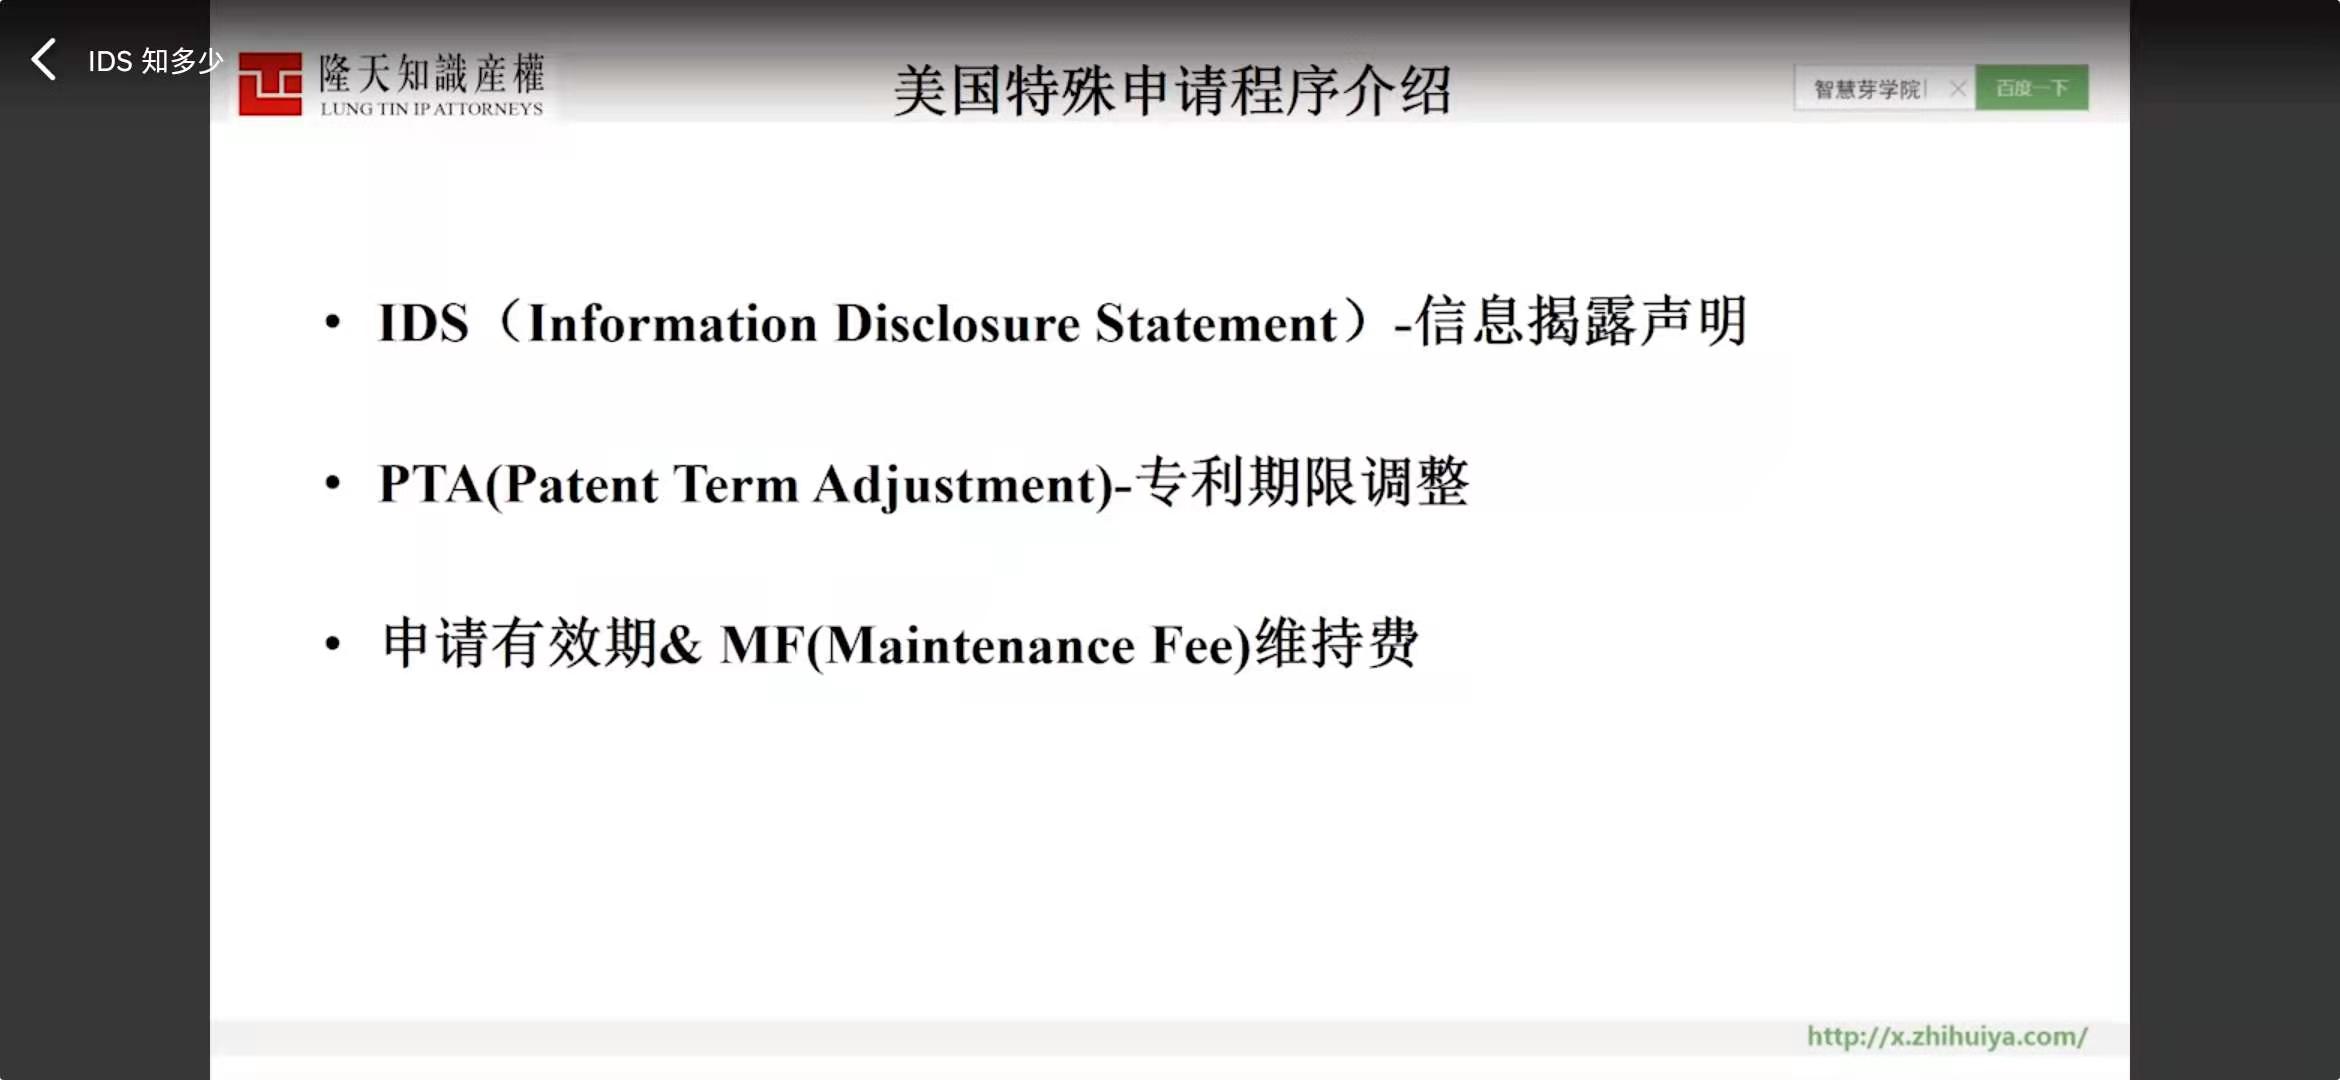 IDS 知多少
隆天知識産權
LUNG TIN IP ATTORNEYS
美国特殊申请程序介绍
智慧芽学院
百度一下
• IDS（Information Disclosure Statement）-信息揭露声明
• PTA(Patent Term Adjustment)-专利期限调整
• 申请有效期& MF(Maintenance Fee)维持费
http://x.zhihuiya.com/